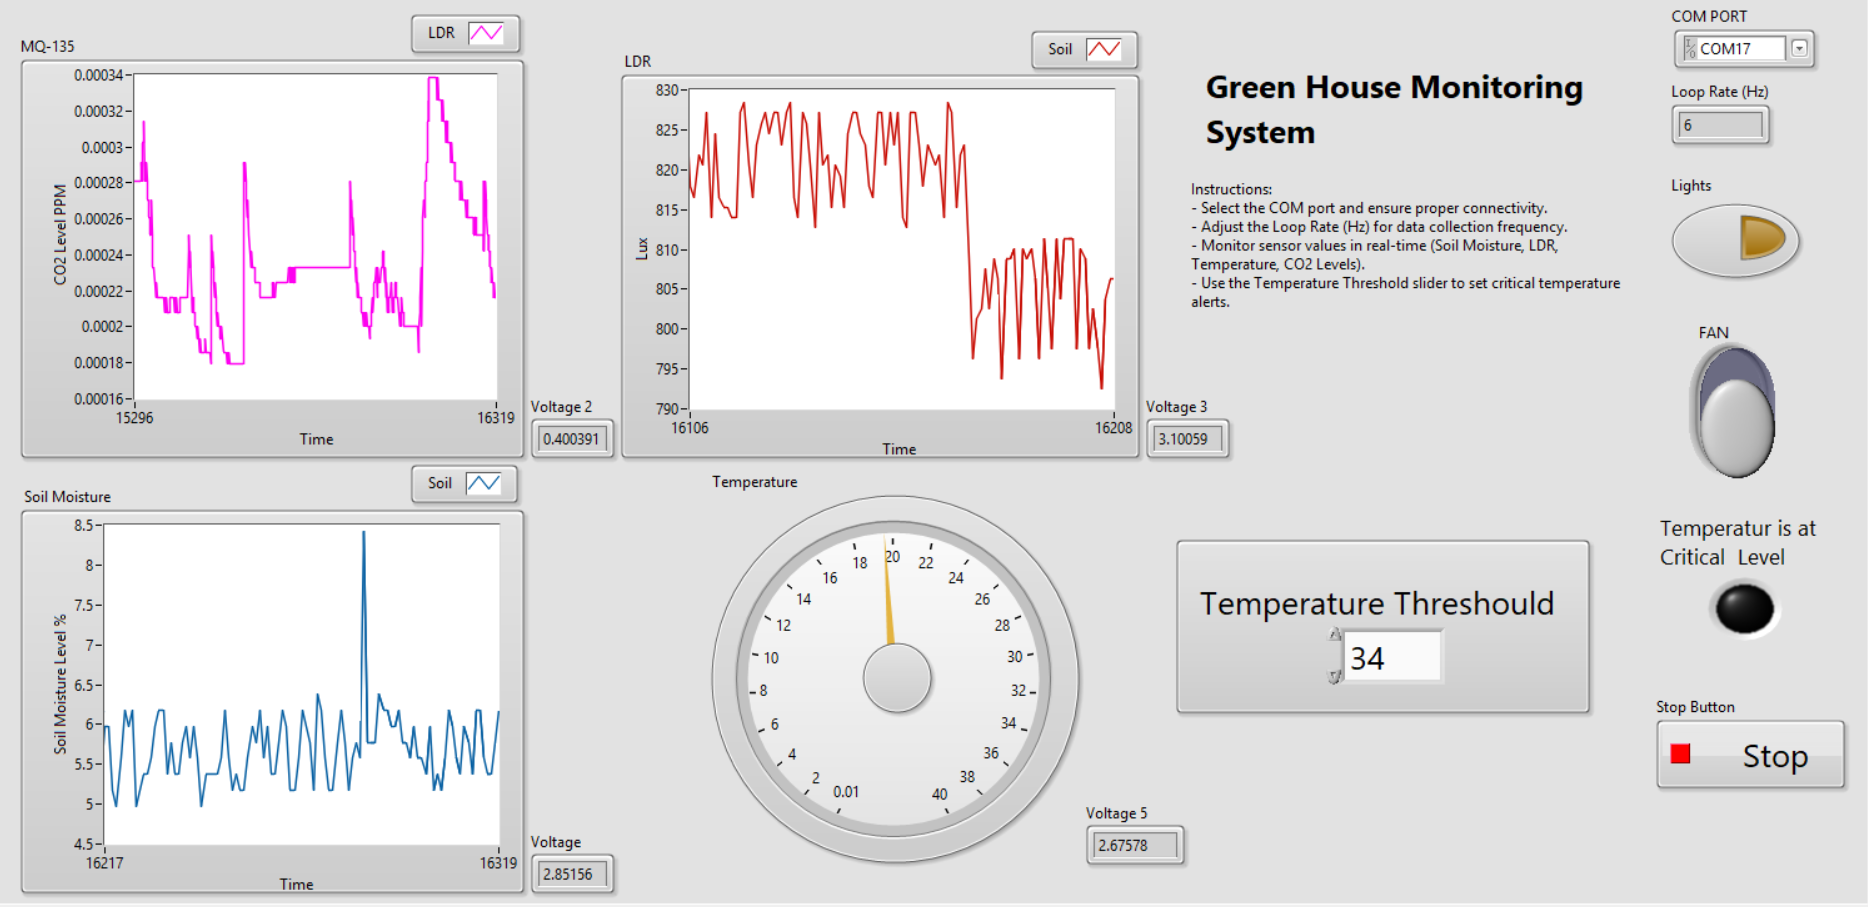 MQ-135
LDR
0.00034
0.00032
0.0003
0.00028
0.00026
0.00024
0.00022
0.0002
0.00018
0.00016
CO2 Level PPM
15296
16319
Time
Voltage 2
0.400391
LDR
Soil
830
825
820
815
810
805
800
795
790
Lux
16106
16208
Time
Voltage 3
3.10059
Green House Monitoring
System
Instructions:
- Select the COM port and ensure proper connectivity.
- Adjust the Loop Rate (Hz) for data collection frequency.
- Monitor sensor values in real-time (Soil Moisture, LDR,
Temperature, CO2 Levels).
- Use the Temperature Threshold slider to set critical temperature
alerts.
COM PORT
I/O COM17
Loop Rate (Hz)
6
Lights
FAN
Temperatur is at
Critical Level
Stop Button
Stop
Soil Moisture
Soil
8.5
8
7.5
7
6.5
6
5.5
5
4.5
Soil Moisture Level %
16217
16319
Time
Voltage
2.85156
Temperature
0.01
2
4
6
8
10
12
14
16
18
20
22
24
26
28
30
32
34
36
38
40
Voltage 5
2.67578
Temperature Threshould
34